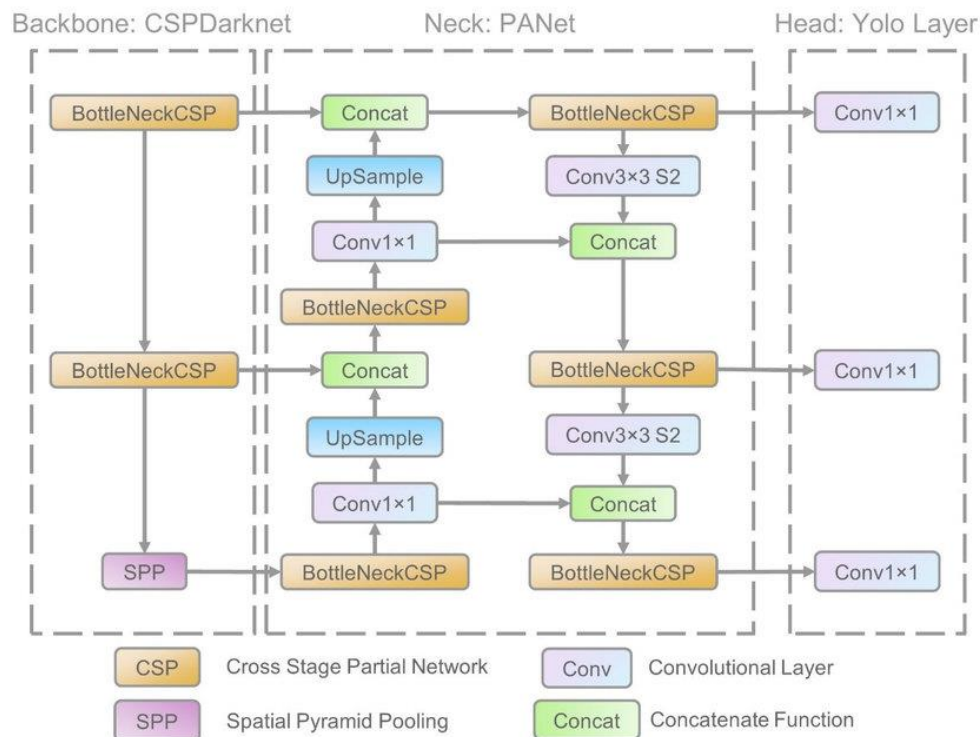 Backbone: CSPDarknet Neck: PANet Head: Yolo Layer
BottleNeckCSP Concat BottleNeckCSP Conv1×1
UpSample Conv3×3 S2
Conv1×1 Concat
BottleNeckCSP
BottleNeckCSP Concat BottleNeckCSP Conv1×1
UpSample Conv3×3 S2
Conv1×1 Concat
SPP BottleNeckCSP BottleNeckCSP Conv1×1
CSP Cross Stage Partial Network Conv Convolutional Layer
SPP Spatial Pyramid Pooling Concat Concatenate Function